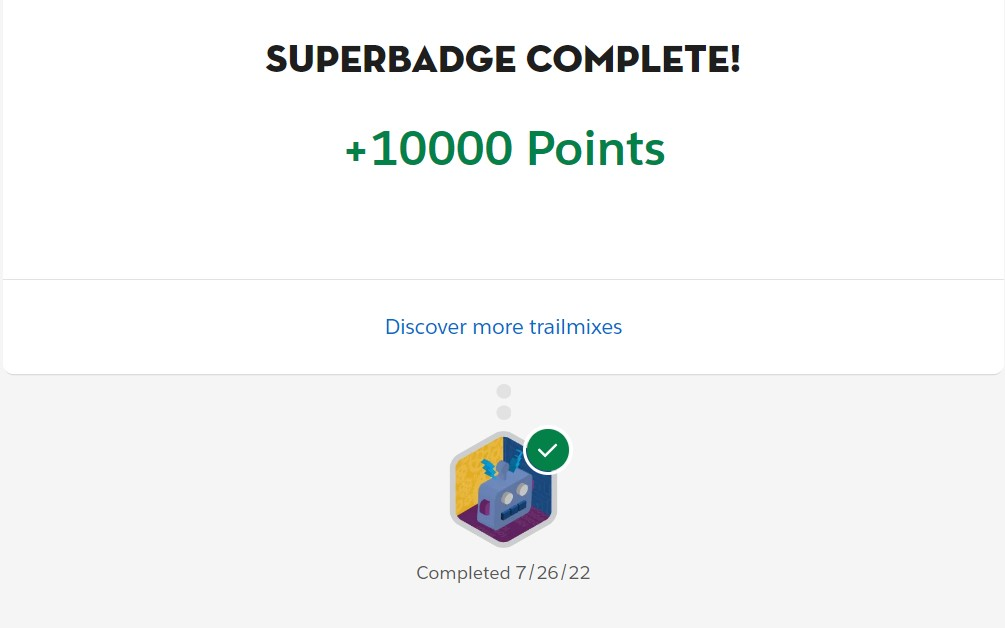 SUPERBADGE COMPLETE!
+10000 Points
Discover more trailmixes
Completed 7/26/22